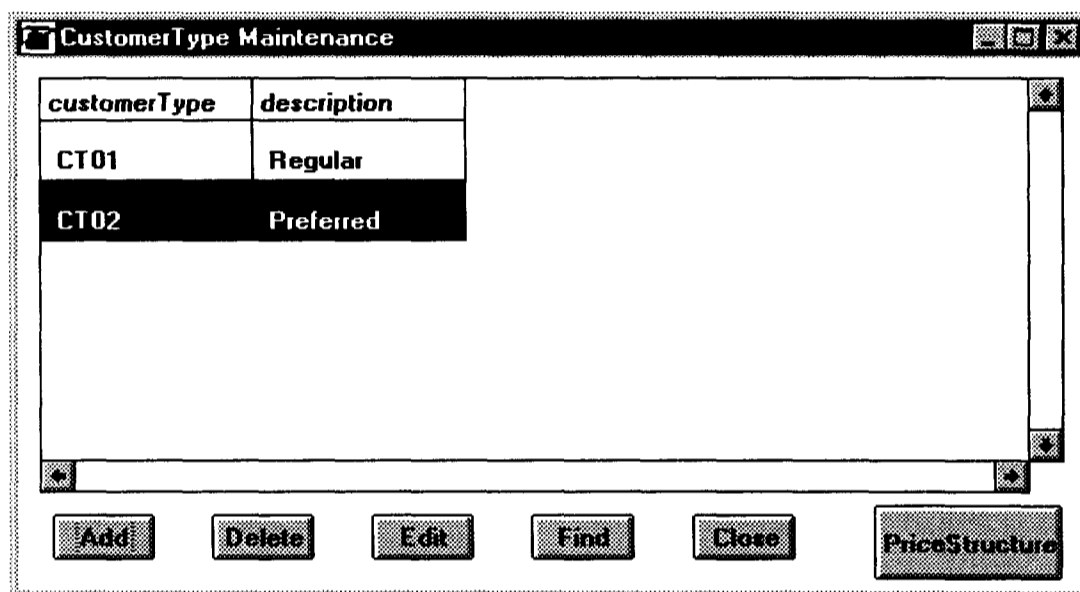 CustomerType Maintenance
customerType description
CT01 Regular
CT02 Preferred
Add Delete Edit Find Close PriceStructure